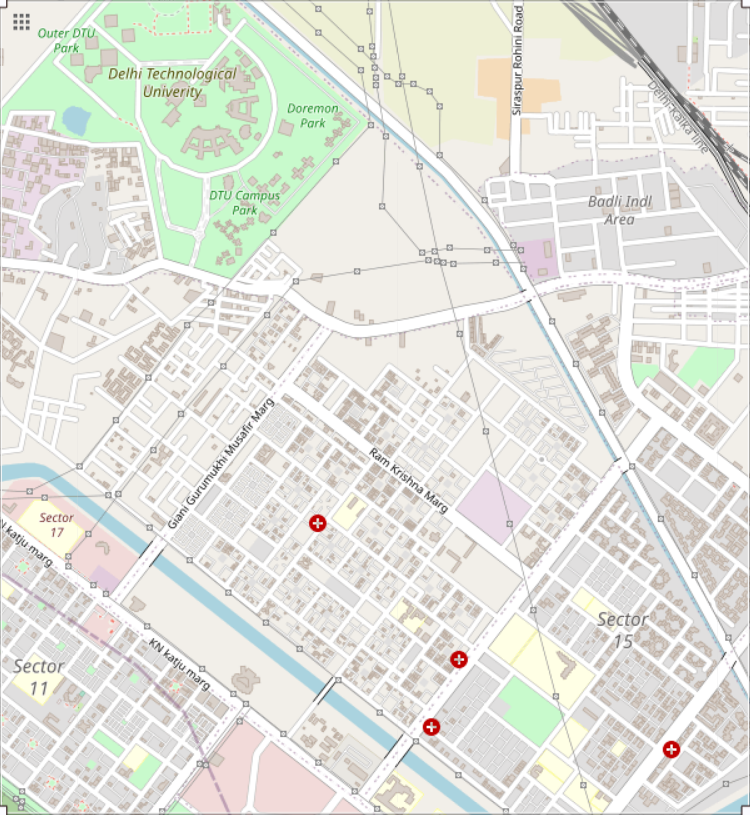 Siraspur Rohini Road
Outer DTU
Park
Delhi Technological
Univerity
Doremon
Park
Delhi Kalka line
DTU Campus
Park
Badli Indl
Area
Giani Gurumukhi Musafir Marg
Ram Krishna Marg
Sector
17
N katju marg
Sector
15
KN katju marg
Sector
11